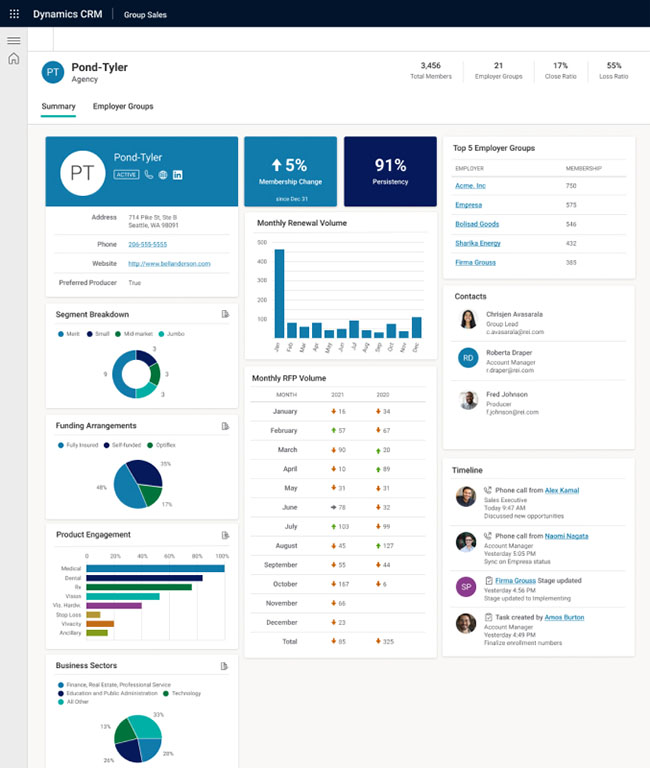 Dynamics CRM
Group Sales
PT
Pond-Tyler
Agency
3,456
Total Members
21
Employer Groups
17%
Close Ratio
55%
Loss Ratio
Summary
Employer Groups
PT
Pond-Tyler
ACTIVE
in
Address
714 Pike St, Ste B
Seattle, WA 98091
Phone
206-555-5555
Website
http://www.bellanderson.com
Preferred Producer
True
5%
Membership Change
since Dec 31
91%
Persistency
Top 5 Employer Groups
EMPLOYER MEMBERSHIP
Acme, Inc 750
Empresa 575
Bolisad Goods 546
Sharika Energy 432
Firma Grouss 385
Segment Breakdown
Merit Small Mid market Jumbo
3
9
3
3
Monthly Renewal Volume
500
400
300
200
100
Jan Feb Mar Apr May Jun Jul Aug Sep Oct Nov Dec
Contacts
Chrisjen Avasarala
Group Lead
c.avasarala@rei.com
RD
Roberta Draper
Account Manager
r.draper@rei.com
Fred Johnson
Producer
f.johnson@rei.com
Funding Arrangements
Fully Insured Self-funded Optiflex
35%
48%
17%
Monthly RFP Volume
MONTH 2021 2020
January 16 34
February 57 67
March 90 20
April 10 89
May 31 31
June 78 32
July 103 99
August 45 127
September 55 44
October 167 6
November 66
December 23
Total 85 325
Timeline
Phone call from Alex Kamal
Sales Executive
Today 9:47 AM
Discussed new opportunities
Phone call from Naomi Nagata
Account Manager
Yesterday 5:05 PM
Sync on Empress status
SP
Firma Grouss Stage updated
Yesterday 4:56 PM
Stage updated to Implementing
Task created by Amos Burton
Account Manager
Yesterday 4:49 PM
Finalize enrollment numbers
Product Engagement
0 20% 40% 60% 80% 100%
Medical
Dental
Rx
Vision
Vis. Hardw.
Stop Loss
Vivacity
Ancillary
Business Sectors
Finance, Real Estate, Professional Service
Education and Public Administration Technology
All Other
33%
13%
26%
28%